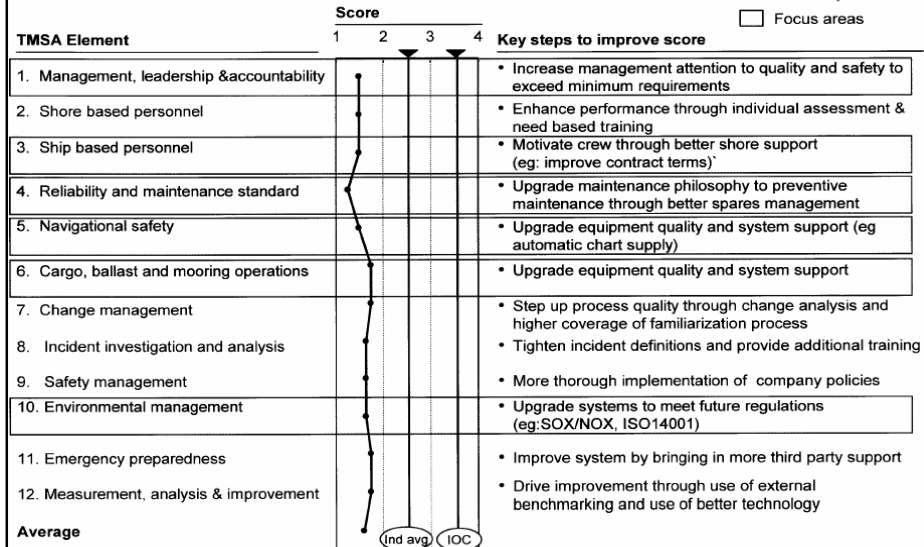 Score
Focus areas
TMSA Element
1 2 3 4
Key steps to improve score
1. Management, leadership &accountability
• Increase management attention to quality and safety to
exceed minimum requirements
2. Shore based personnel
• Enhance performance through individual assessment &
need based training
3. Ship based personnel
• Motivate crew through better shore support
(eg: improve contract terms)`
4. Reliability and maintenance standard
• Upgrade maintenance philosophy to preventive
maintenance through better spares management
5. Navigational safety
• Upgrade equipment quality and system support (eg
automatic chart supply)
6. Cargo, ballast and mooring operations
• Upgrade equipment quality and system support
7. Change management
• Step up process quality through change analysis and
higher coverage of familiarization process
8. Incident investigation and analysis
• Tighten incident definitions and provide additional training
9. Safety management
• More thorough implementation of company policies
10. Environmental management
• Upgrade systems to meet future regulations
(eg:SOX/NOX, ISO14001)
11. Emergency preparedness
• Improve system by bringing in more third party support
12. Measurement, analysis & improvement
• Drive improvement through use of external
benchmarking and use of better technology
Average
Ind avg
IOC